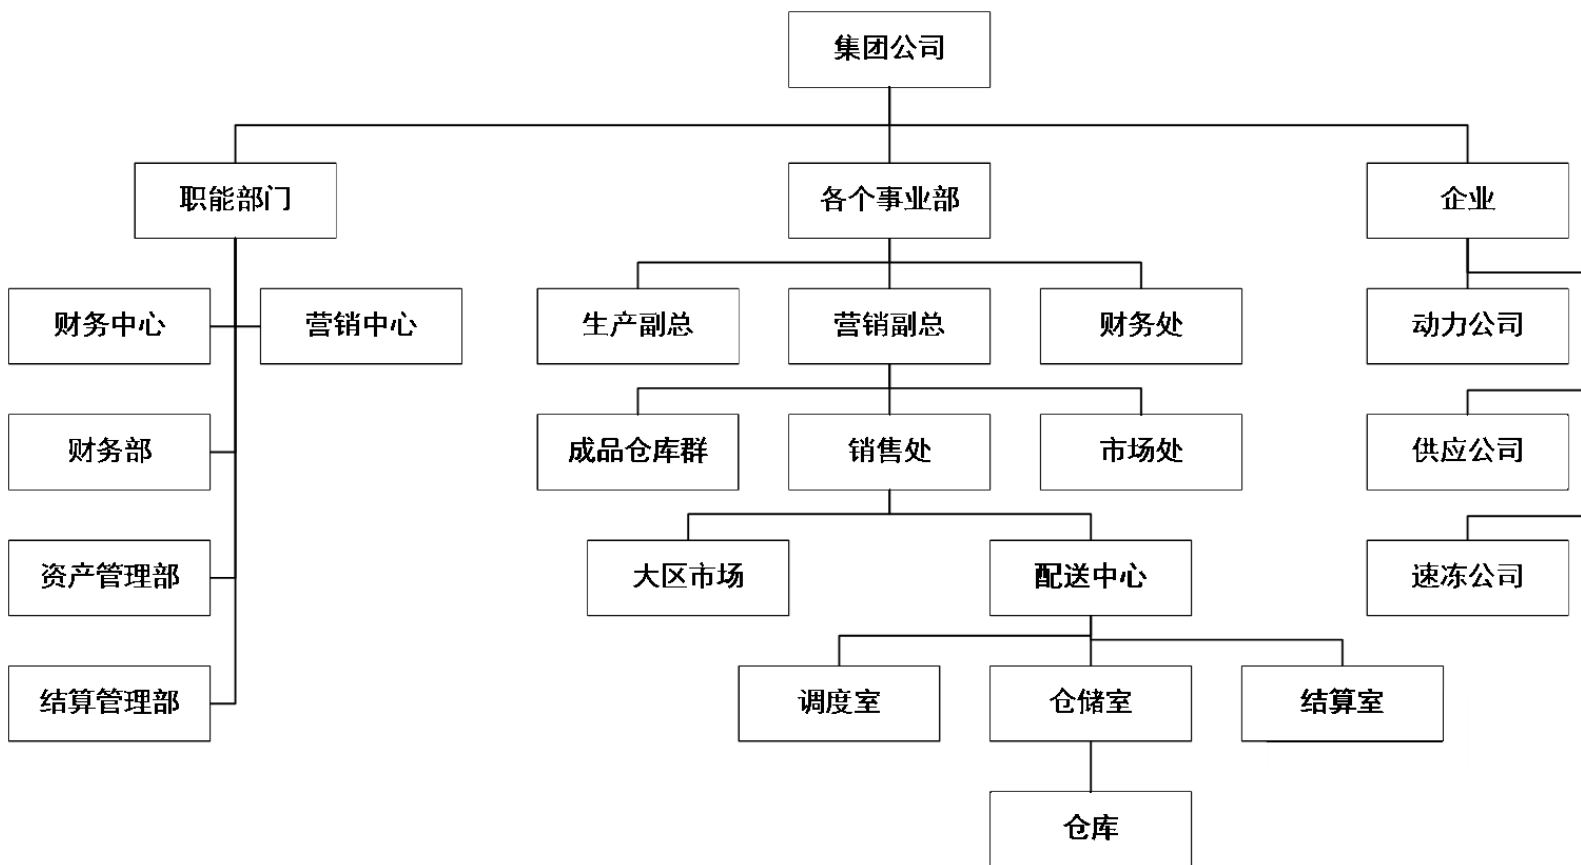 集团公司
职能部门
各个事业部
企业
财务中心
营销中心
生产副总
营销副总
财务处
动力公司
财务部
成品仓库群
销售处
市场处
供应公司
资产管理部
大区市场
配送中心
速冻公司
结算管理部
调度室
仓储室
结算室
仓库